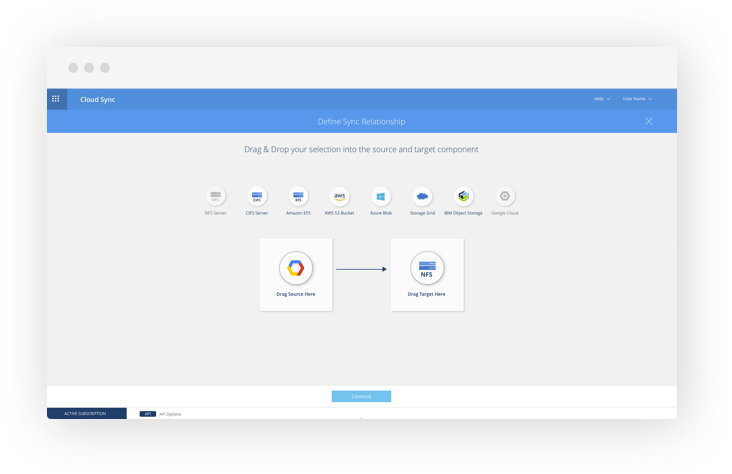 Cloud Sync
Help
User Name
Define Sync Relationship
Drag & Drop your selection into the source and target component
NFS
CIFS
EFS
aws
NFS Server
CIFS Server
Amazon EFS
AWS S3 Bucket
Azure Blob
Storage Grid
IBM Object Storage
Google Cloud
NFS
Drag Source Here
Drag Target Here
Continue
ACTIVE SUBSCRIPTION
API
API Options